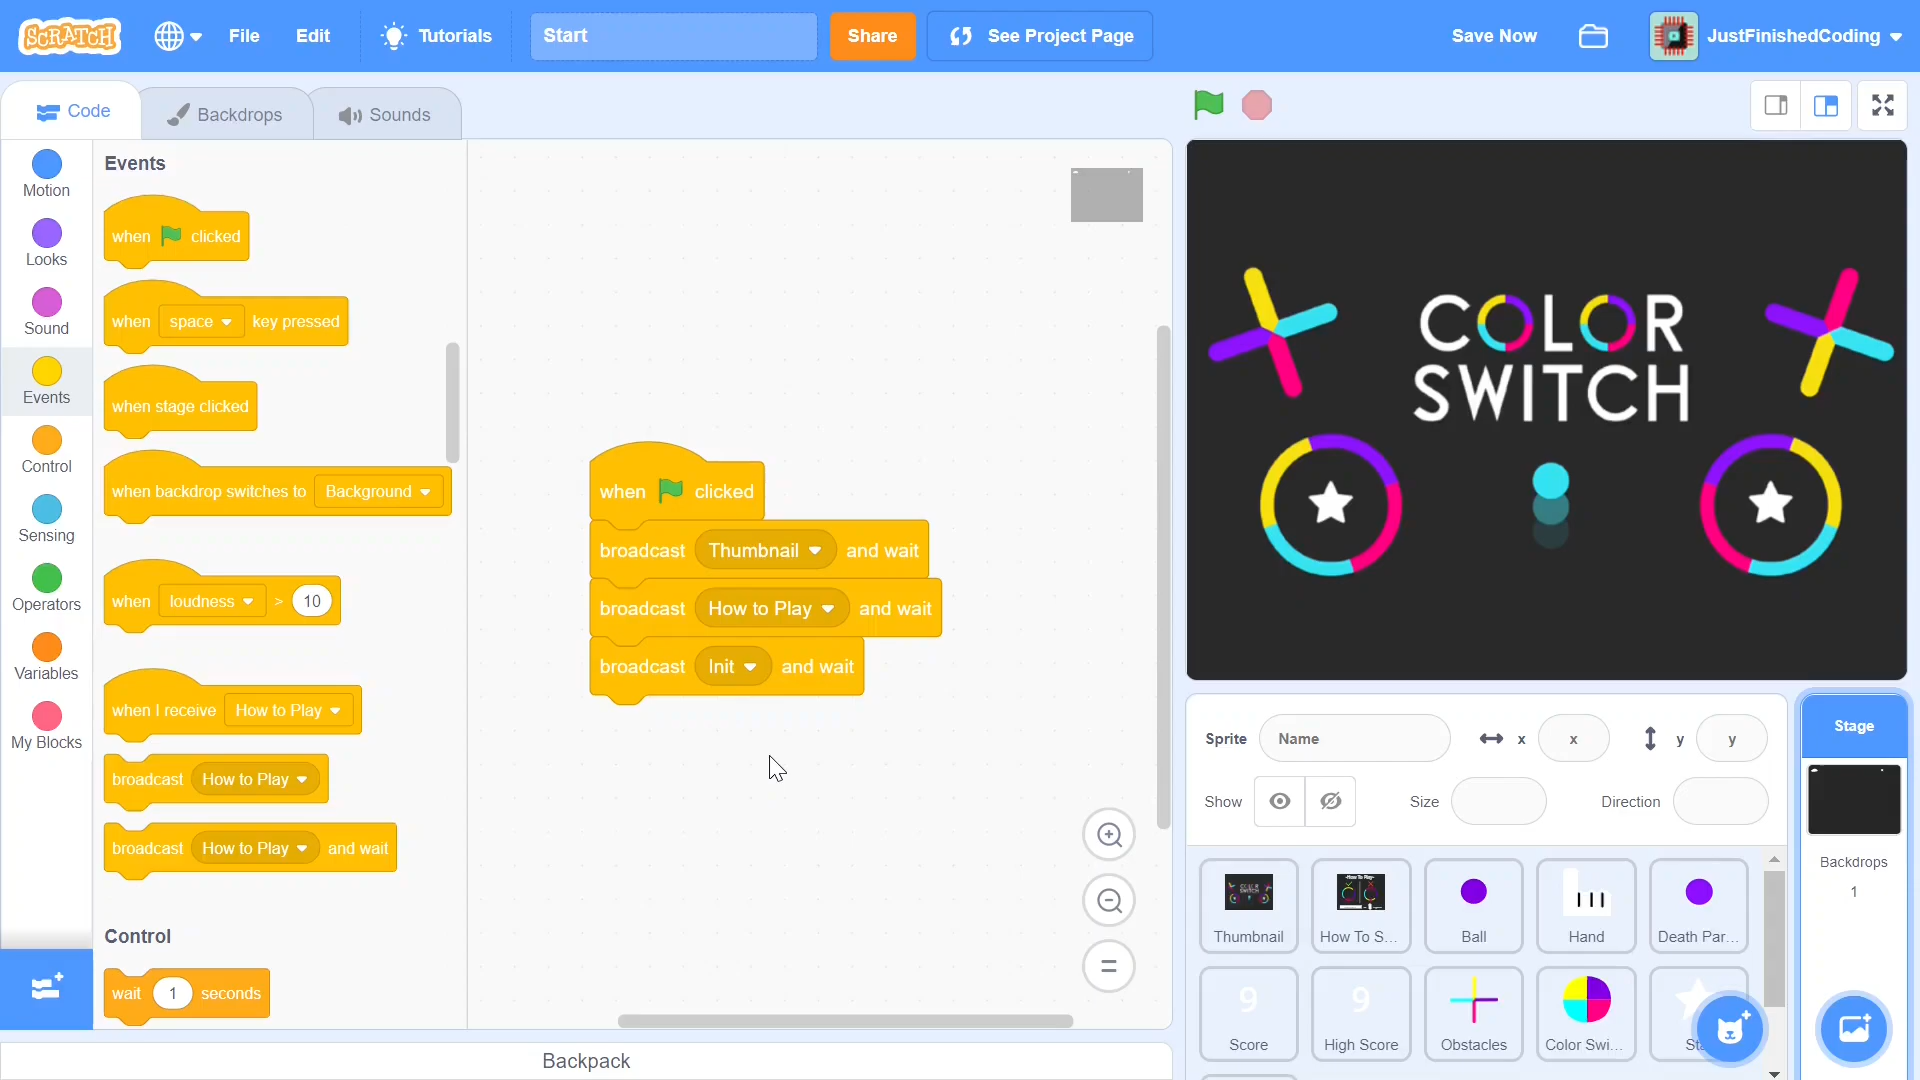 SCRATCH
File
Edit
Tutorials
Start
Share
See Project Page
Save Now
JustFinishedCoding
Code
Backdrops
Sounds
Motion
Looks
Sound
Events
Control
Sensing
Operators
Variables
My Blocks
Events
when clicked
when space key pressed
when stage clicked
when backdrop switches to Background
when loudness > 10
when I receive How to Play
broadcast How to Play
broadcast How to Play and wait
Control
wait 1 seconds
when clicked
broadcast Thumbnail and wait
broadcast How to Play and wait
broadcast Init and wait
Backpack
COLOR
SWITCH
Sprite Name x x y y
Show Size Direction
Thumbnail
How To S...
Ball
Hand
Death Par...
9
Score
9
High Score
Obstacles
Color Swi...
Stage
Backdrops
1